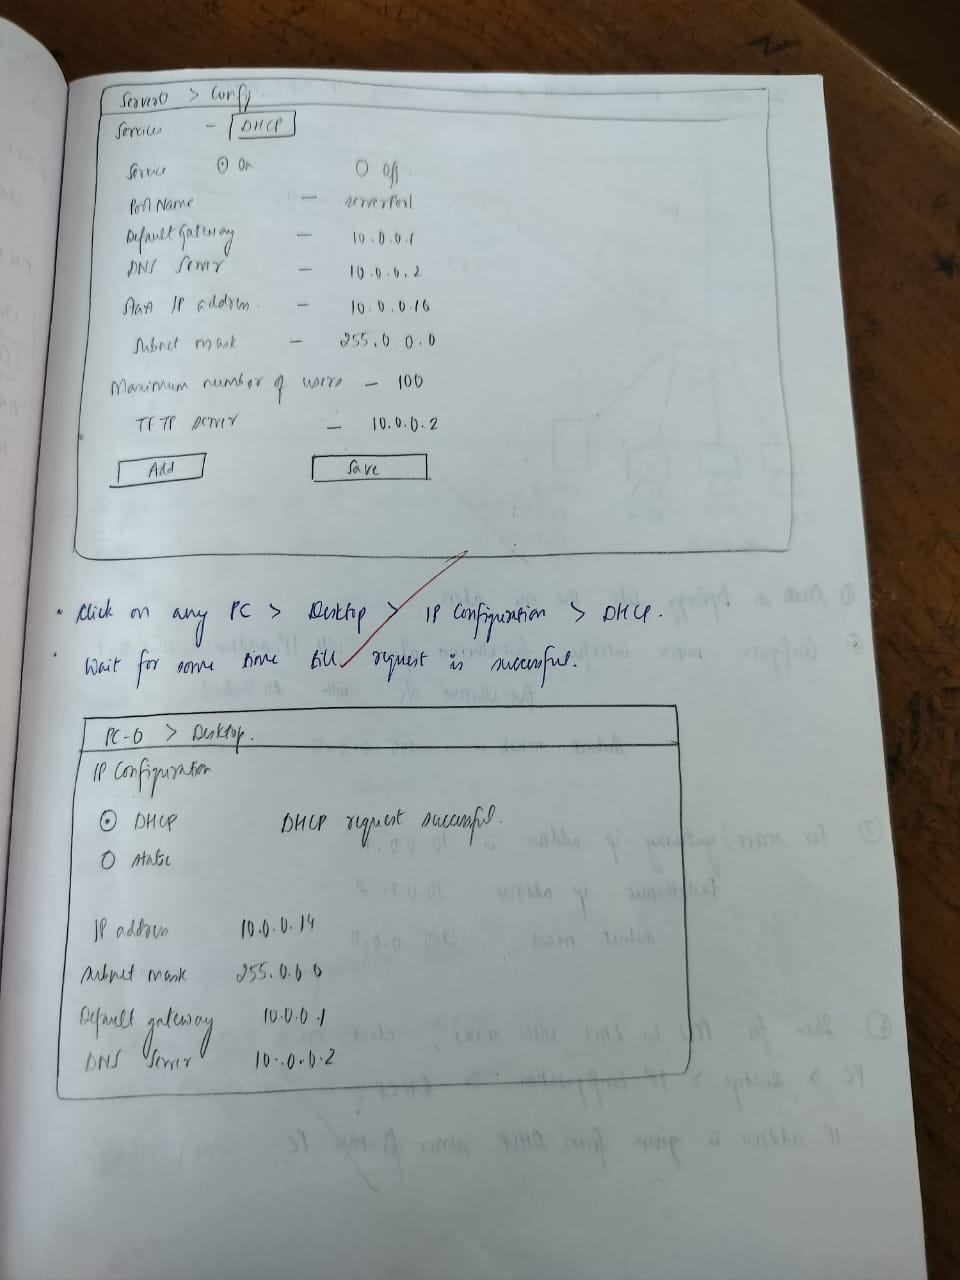 Server0 > Config
Services - DHCP
Service On Off
Pool Name - serverPool
Default Gateway - 10.0.0.1
DNS Server - 10.0.0.2
Start IP address - 10.0.0.10
Subnet mask - 255.0.0.0
Maximum number of users - 100
TFTP server - 10.0.0.2
Add Save
• Click on any PC > Desktop > IP Configuration > DHCP.
• Wait for some time till request is successful.
PC-0 > Desktop.
IP Configuration
DHCP DHCP request successful.
static
IP address 10.0.0.14
subnet mask 255.0.0.0
Default gateway 10.0.0.1
DNS Server 10.0.0.2